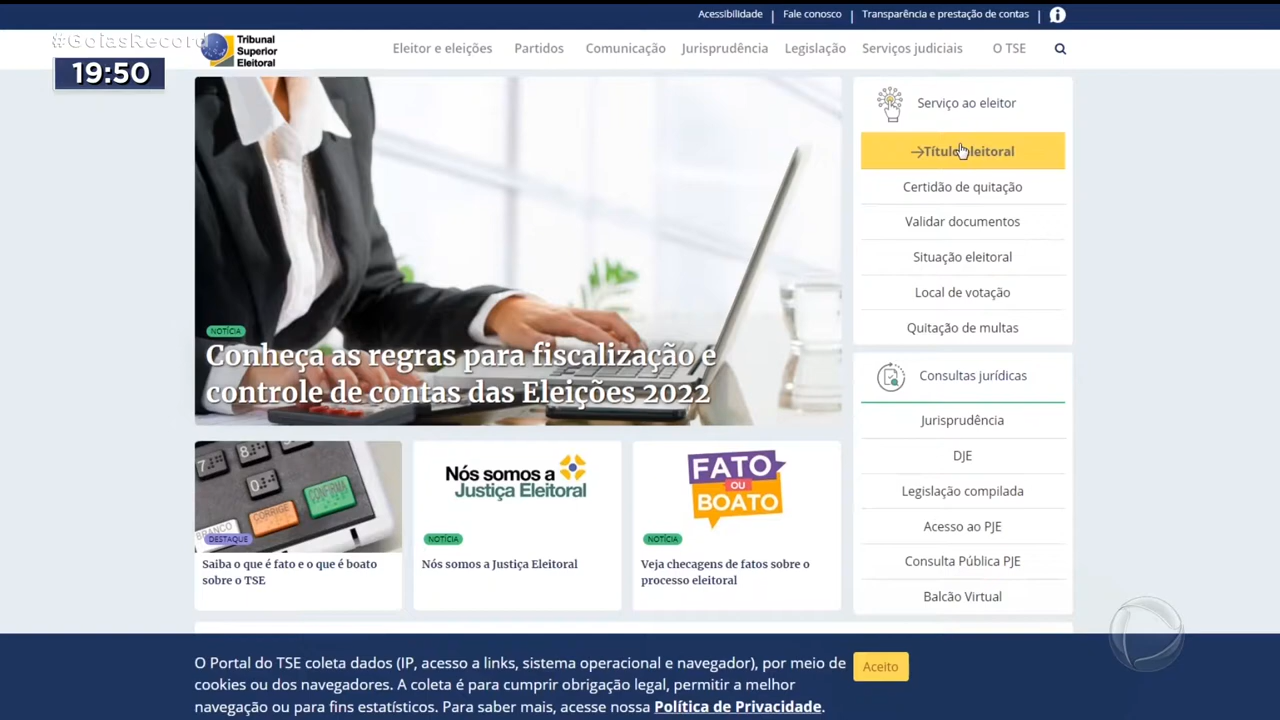 Acessibilidade | Fale conosco | Transparência e prestação de contas |
#GoiásRecord
19:50
Tribunal
Superior
Eleitoral
Eleitor e eleições Partidos Comunicação Jurisprudência Legislação Serviços judiciais O TSE
NOTÍCIA
Conheça as regras para fiscalização e
controle de contas das Eleições 2022
7 8 0
BRANCO CORRIGE CONFIRMA
DESTAQUE
Saiba o que é fato e o que é boato
sobre o TSE
Nós somos a
Justiça Eleitoral
NOTÍCIA
Nós somos a Justiça Eleitoral
FATO
OU
BOATO
NOTÍCIA
Veja checagens de fatos sobre o
processo eleitoral
Serviço ao eleitor
Certidão de quitação
Validar documentos
Situação eleitoral
Local de votação
Quitação de multas
Consultas jurídicas
Jurisprudência
DJE
Legislação compilada
Acesso ao PJE
Consulta Pública PJE
Balcão Virtual
O Portal do TSE coleta dados (IP, acesso a links, sistema operacional e navegador), por meio de
cookies ou dos navegadores. A coleta é para cumprir obrigação legal, permitir a melhor
navegação ou para fins estatísticos. Para saber mais, acesse nossa Política de Privacidade.
Aceito